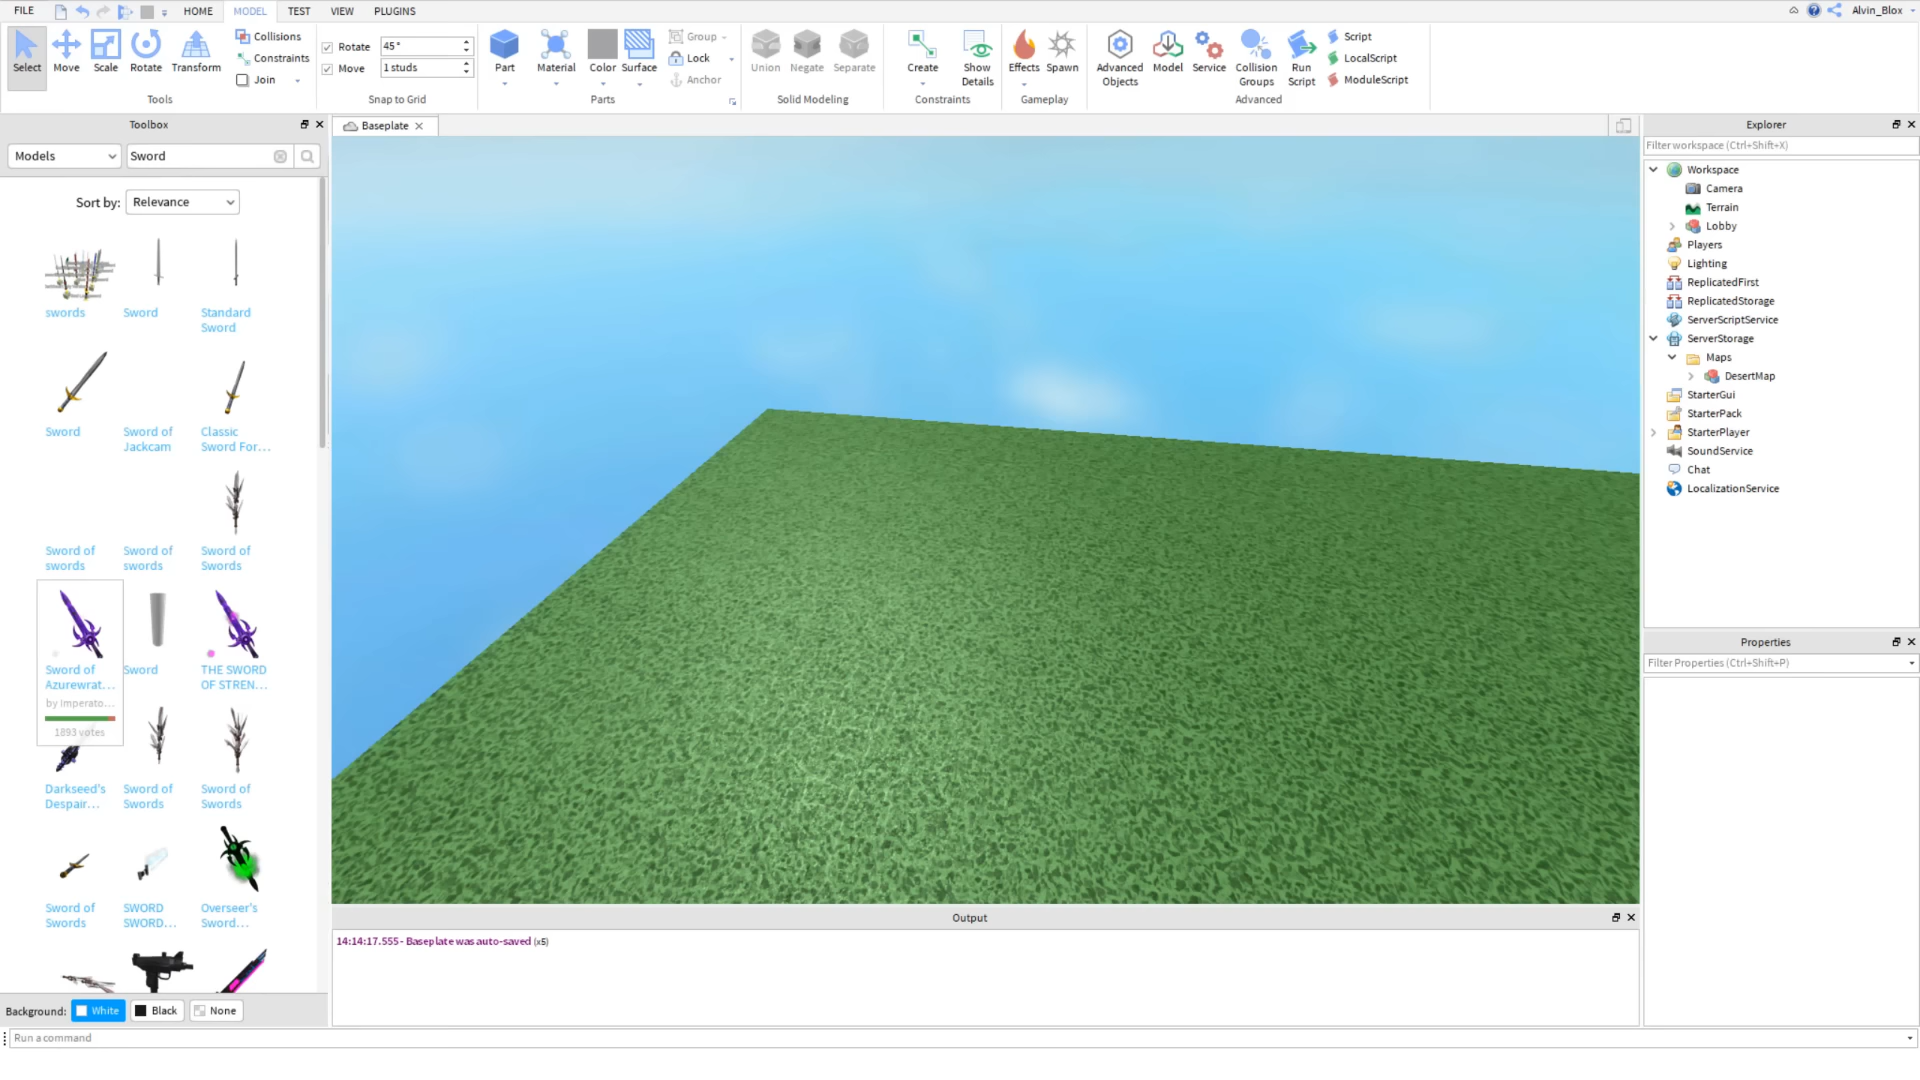 FILE
HOME
MODEL
TEST
VIEW
PLUGINS
Alvin_Blox
Select
Move
Scale
Rotate
Transform
Collisions
Constraints
Join
Tools
Rotate
45 °
Move
1 studs
Snap to Grid
Part
Material
Color
Surface
Group
Lock
Anchor
Parts
Union
Negate
Separate
Solid Modeling
Create
Show
Details
Constraints
Effects
Spawn
Gameplay
Advanced
Objects
Model
Service
Collision
Groups
Run
Script
Script
LocalScript
ModuleScript
Advanced
Toolbox
Models
Sword
Sort by:
Relevance
swords
Sword
Standard
Sword
Sword
Sword of
Jackcam
Classic
Sword For...
Sword of
swords
Sword of
swords
Sword of
Swords
Sword of
Azurewrat...
by Imperato...
1893 votes
Sword
THE SWORD
OF STREN...
Darkseed's
Despair...
Sword of
Swords
Sword of
Swords
Sword of
Swords
SWORD
SWORD...
Overseer's
Sword...
Background:
White
Black
None
Baseplate
Output
14:14:17.555 - Baseplate was auto-saved (x5)
Explorer
Filter workspace (Ctrl+Shift+X)
Workspace
Camera
Terrain
Lobby
Players
Lighting
ReplicatedFirst
ReplicatedStorage
ServerScriptService
ServerStorage
Maps
DesertMap
StarterGui
StarterPack
StarterPlayer
SoundService
Chat
LocalizationService
Properties
Filter Properties (Ctrl+Shift+P)
Run a command